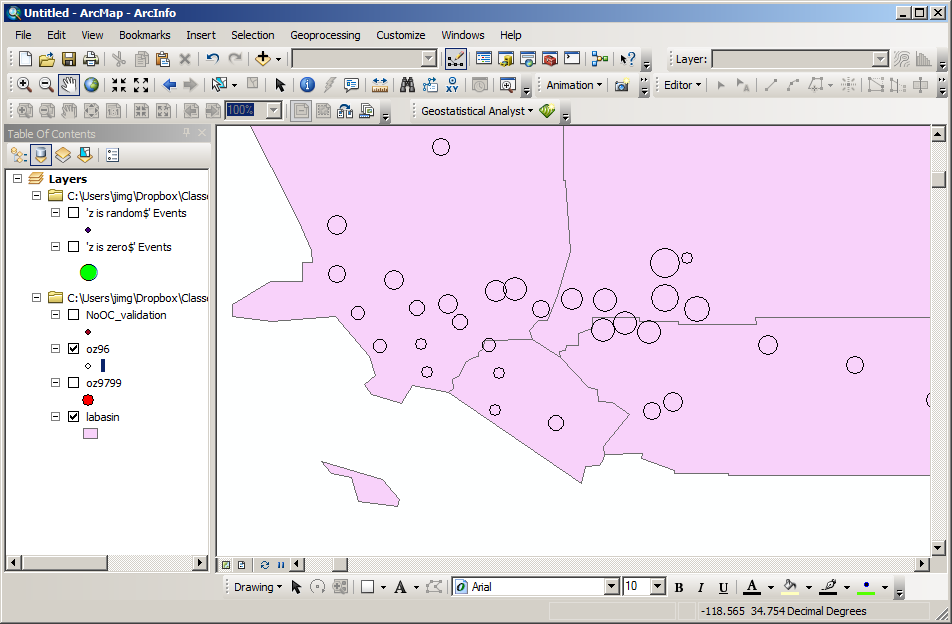 Untitled - ArcMap - ArcInfo
File Edit View Bookmarks Insert Selection Geoprocessing Customize Windows Help
Layer:
Animation Editor
100% Geostatistical Analyst
Table Of Contents
Layers
C:\Users\jimg\Dropbox\Classe
'z is random$' Events
'z is zero$' Events
C:\Users\jimg\Dropbox\Classe
NoOC_validation
oz96
oz9799
labasin
Drawing A Arial 10 B I U A
-118.565 34.754 Decimal Degrees